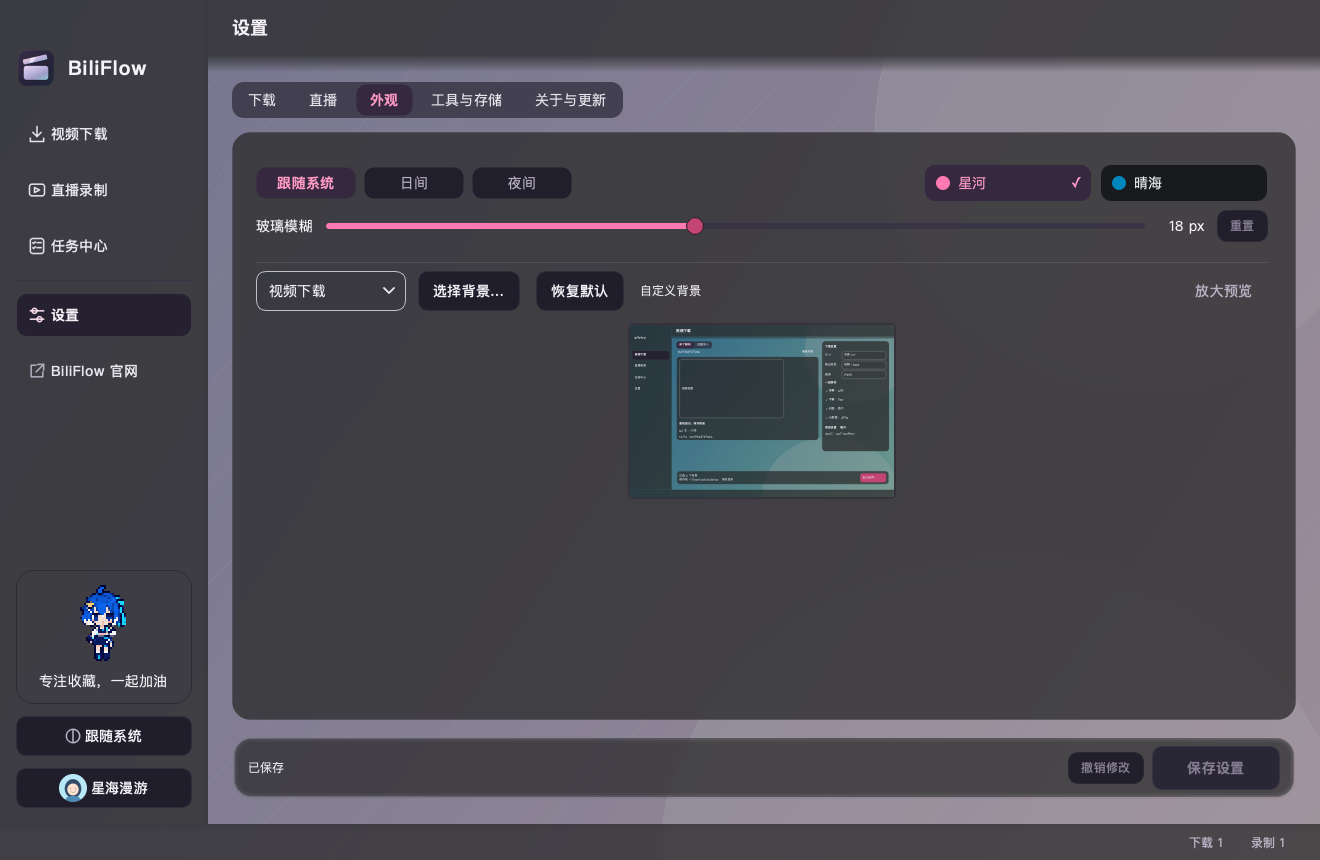 设置
BiliFlow
视频下载
直播录制
任务中心
设置
BiliFlow 官网
专注收藏，一起加油
跟随系统
星海漫游
下载 直播 外观 工具与存储 关于与更新
跟随系统 日间 夜间 星河 ✓ 晴海
玻璃模糊 18 px 重置
视频下载 选择背景... 恢复默认 自定义背景 放大预览
已保存 撤销修改 保存设置
下载 1 录制 1